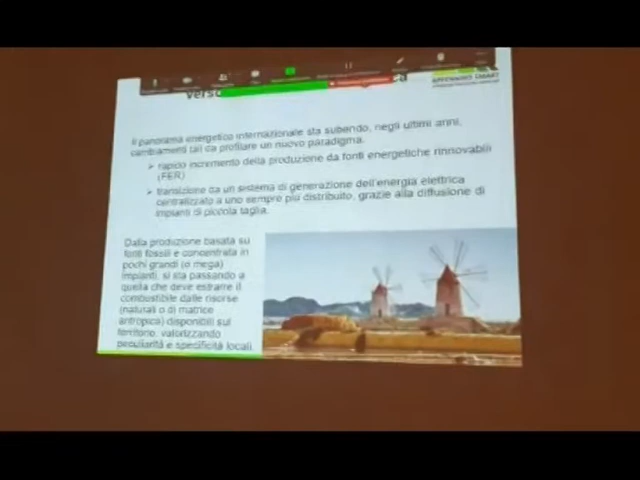 verso
Il panorama energetico internazionale sta subendo, negli ultimi anni,
cambiamenti tali da profilare un nuovo paradigma.
➢ rapido incremento della produzione da fonti energetiche rinnovabili
(FER)
➢ transizione da un sistema di generazione dell'energia elettrica
centralizzato a uno sempre più distribuito, grazie alla diffusione di
impianti di piccola taglia.
Dalla produzione basata su
fonti fossili e concentrata in
pochi grandi (o mega)
impianti, si sta passando a
quella che deve estrarre il
combustibile dalle risorse
(naturali o di matrice
antropica) disponibili sul
territorio, valorizzando
peculiarità e specificità locali.